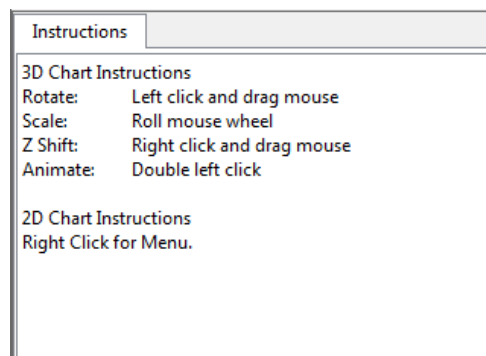 Instructions
3D Chart Instructions
Rotate: Left click and drag mouse
Scale: Roll mouse wheel
Z Shift: Right click and drag mouse
Animate: Double left click
2D Chart Instructions
Right Click for Menu.